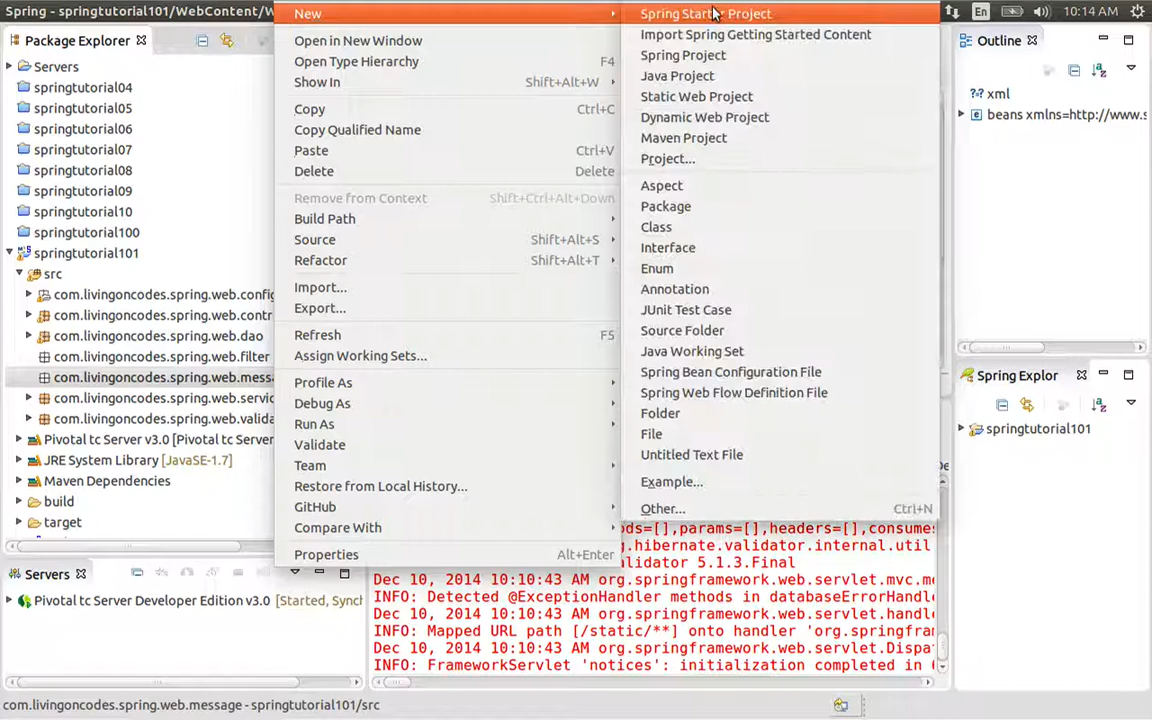 Spring - springtutorial101/WebContent/W
En
10:14 AM
Package Explorer
Servers
springtutorial04
springtutorial05
springtutorial06
springtutorial07
springtutorial08
springtutorial09
springtutorial10
springtutorial100
springtutorial101
src
com.livingoncodes.spring.web.config
com.livingoncodes.spring.web.contr
com.livingoncodes.spring.web.dao
com.livingoncodes.spring.web.filter
com.livingoncodes.spring.web.messa
com.livingoncodes.spring.web.servic
com.livingoncodes.spring.web.valida
Pivotal tc Server v3.0 [Pivotal tc Server
JRE System Library [JavaSE-1.7]
Maven Dependencies
build
target
New
Open in New Window
Open Type Hierarchy F4
Show In Shift+Alt+W
Copy Ctrl+C
Copy Qualified Name
Paste Ctrl+V
Delete Delete
Remove from Context Shift+Ctrl+Alt+Down
Build Path
Source Shift+Alt+S
Refactor Shift+Alt+T
Import...
Export...
Refresh F5
Assign Working Sets...
Profile As
Debug As
Run As
Validate
Team
Restore from Local History...
GitHub
Compare With
Properties Alt+Enter
Spring Starter Project
Import Spring Getting Started Content
Spring Project
Java Project
Static Web Project
Dynamic Web Project
Maven Project
Project...
Aspect
Package
Class
Interface
Enum
Annotation
JUnit Test Case
Source Folder
Java Working Set
Spring Bean Configuration File
Spring Web Flow Definition File
Folder
File
Untitled Text File
Example...
Other... Ctrl+N
Outline
xml
beans xmlns=http://www.s
Spring Explor
springtutorial101
Servers
Pivotal tc Server Developer Edition v3.0 [Started, Synch
ods=[],params=[],headers=[],consumes
g.hibernate.validator.internal.util
alidator 5.1.3.Final
Dec 10, 2014 10:10:43 AM org.springframework.web.servlet.mvc.me
INFO: Detected @ExceptionHandler methods in databaseErrorHandle
Dec 10, 2014 10:10:43 AM org.springframework.web.servlet.handle
INFO: Mapped URL path [/static/**] onto handler 'org.springfram
Dec 10, 2014 10:10:43 AM org.springframework.web.servlet.Dispat
INFO: FrameworkServlet 'notices': initialization completed in
com.livingoncodes.spring.web.message - springtutorial101/src